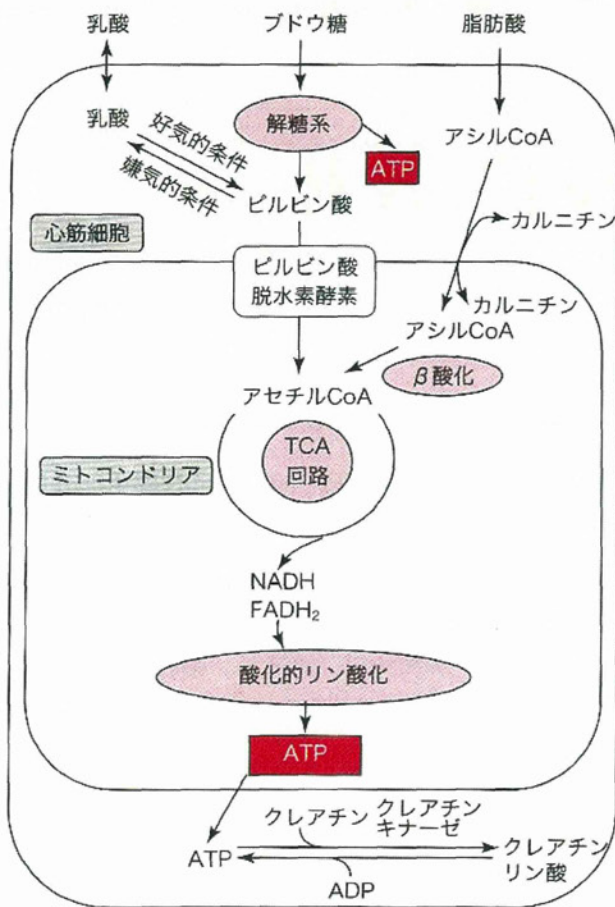 乳酸 ブドウ糖 脂肪酸
乳酸
好気的条件
嫌気的条件
解糖系
ATP
アシルCoA
ピルビン酸
カルニチン
心筋細胞
ピルビン酸
脱水素酵素
カルニチン
アシルCoA
β酸化
アセチルCoA
TCA
回路
ミトコンドリア
NADH
FADH₂
酸化的リン酸化
ATP
クレアチン
クレアチン
キナーゼ
ATP
クレアチン
リン酸
ADP